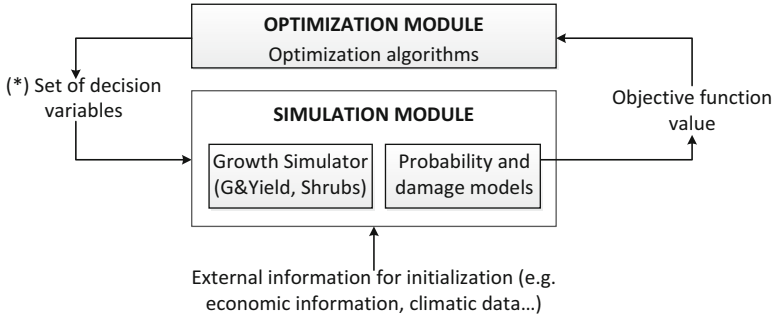 OPTIMIZATION MODULE
Optimization algorithms
(*) Set of decision
variables
Objective function
value
SIMULATION MODULE
Growth Simulator
(G&Yield, Shrubs)
Probability and
damage models
External information for initialization (e.g.
economic information, climatic data…)